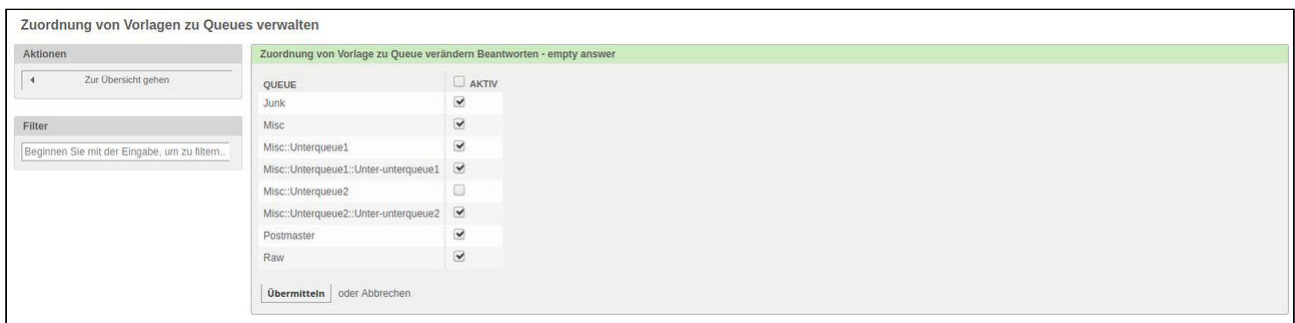 Zuordnung von Vorlagen zu Queues verwalten
Aktionen
Zur Übersicht gehen
Filter
Beginnen Sie mit der Eingabe, um zu filtern..
Zuordnung von Vorlage zu Queue verändern Beantworten - empty answer
QUEUE AKTIV
Junk
Misc
Misc::Unterqueue1
Misc::Unterqueue1::Unter-unterqueue1
Misc::Unterqueue2
Misc::Unterqueue2::Unter-unterqueue2
Postmaster
Raw
Übermitteln oder Abbrechen